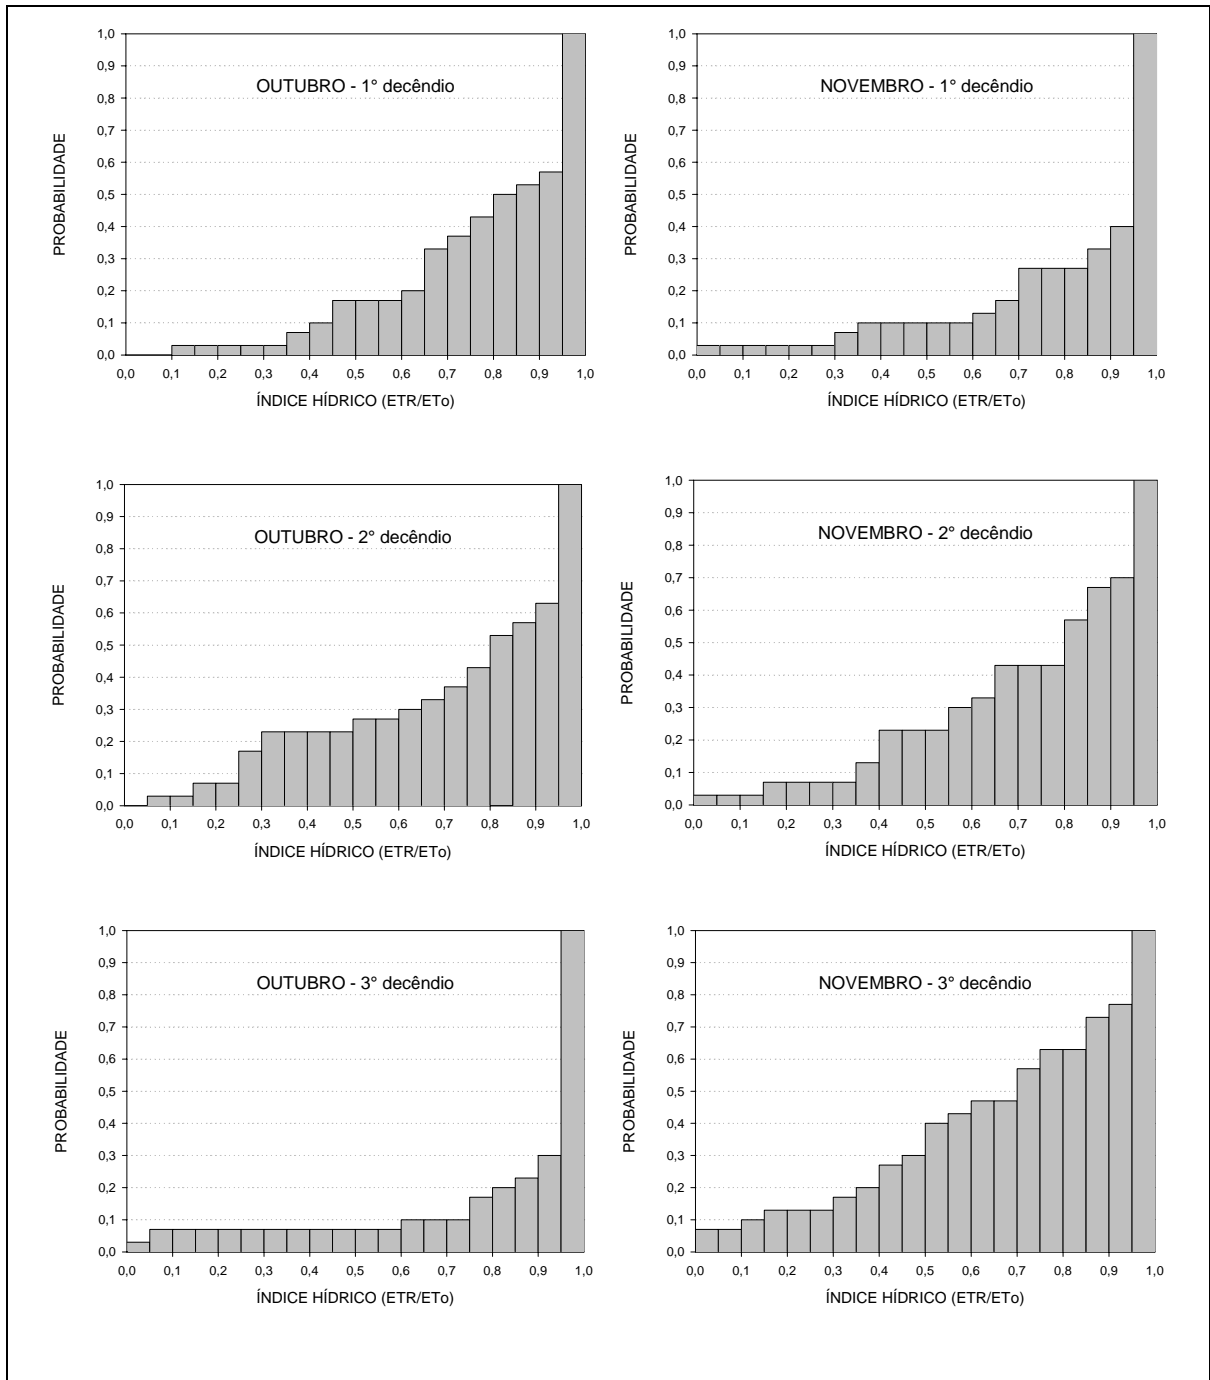 OUTUBRO - 1° decêndio
PROBABILIDADE
1,0
0,9
0,8
0,7
0,6
0,5
0,4
0,3
0,2
0,1
0,0
0,0 0,1 0,2 0,3 0,4 0,5 0,6 0,7 0,8 0,9 1,0
ÍNDICE HÍDRICO (ETR/ETo)
NOVEMBRO - 1° decêndio
PROBABILIDADE
1,0
0,9
0,8
0,7
0,6
0,5
0,4
0,3
0,2
0,1
0,0
0,0 0,1 0,2 0,3 0,4 0,5 0,6 0,7 0,8 0,9 1,0
ÍNDICE HÍDRICO (ETR/ETo)
OUTUBRO - 2° decêndio
PROBABILIDADE
1,0
0,9
0,8
0,7
0,6
0,5
0,4
0,3
0,2
0,1
0,0
0,0 0,1 0,2 0,3 0,4 0,5 0,6 0,7 0,8 0,9 1,0
ÍNDICE HÍDRICO (ETR/ETo)
NOVEMBRO - 2° decêndio
PROBABILIDADE
1,0
0,9
0,8
0,7
0,6
0,5
0,4
0,3
0,2
0,1
0,0
0,0 0,1 0,2 0,3 0,4 0,5 0,6 0,7 0,8 0,9 1,0
ÍNDICE HÍDRICO (ETR/ETo)
OUTUBRO - 3° decêndio
PROBABILIDADE
1,0
0,9
0,8
0,7
0,6
0,5
0,4
0,3
0,2
0,1
0,0
0,0 0,1 0,2 0,3 0,4 0,5 0,6 0,7 0,8 0,9 1,0
ÍNDICE HÍDRICO (ETR/ETo)
NOVEMBRO - 3° decêndio
PROBABILIDADE
1,0
0,9
0,8
0,7
0,6
0,5
0,4
0,3
0,2
0,1
0,0
0,0 0,1 0,2 0,3 0,4 0,5 0,6 0,7 0,8 0,9 1,0
ÍNDICE HÍDRICO (ETR/ETo)